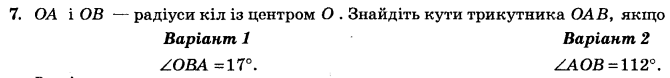 7. OA і OB — радіуси кіл із центром O . Знайдіть кути трикутника OAB, якщо
Варіант 1 Варіант 2
∠OBA = 17°. ∠AOB = 112°.